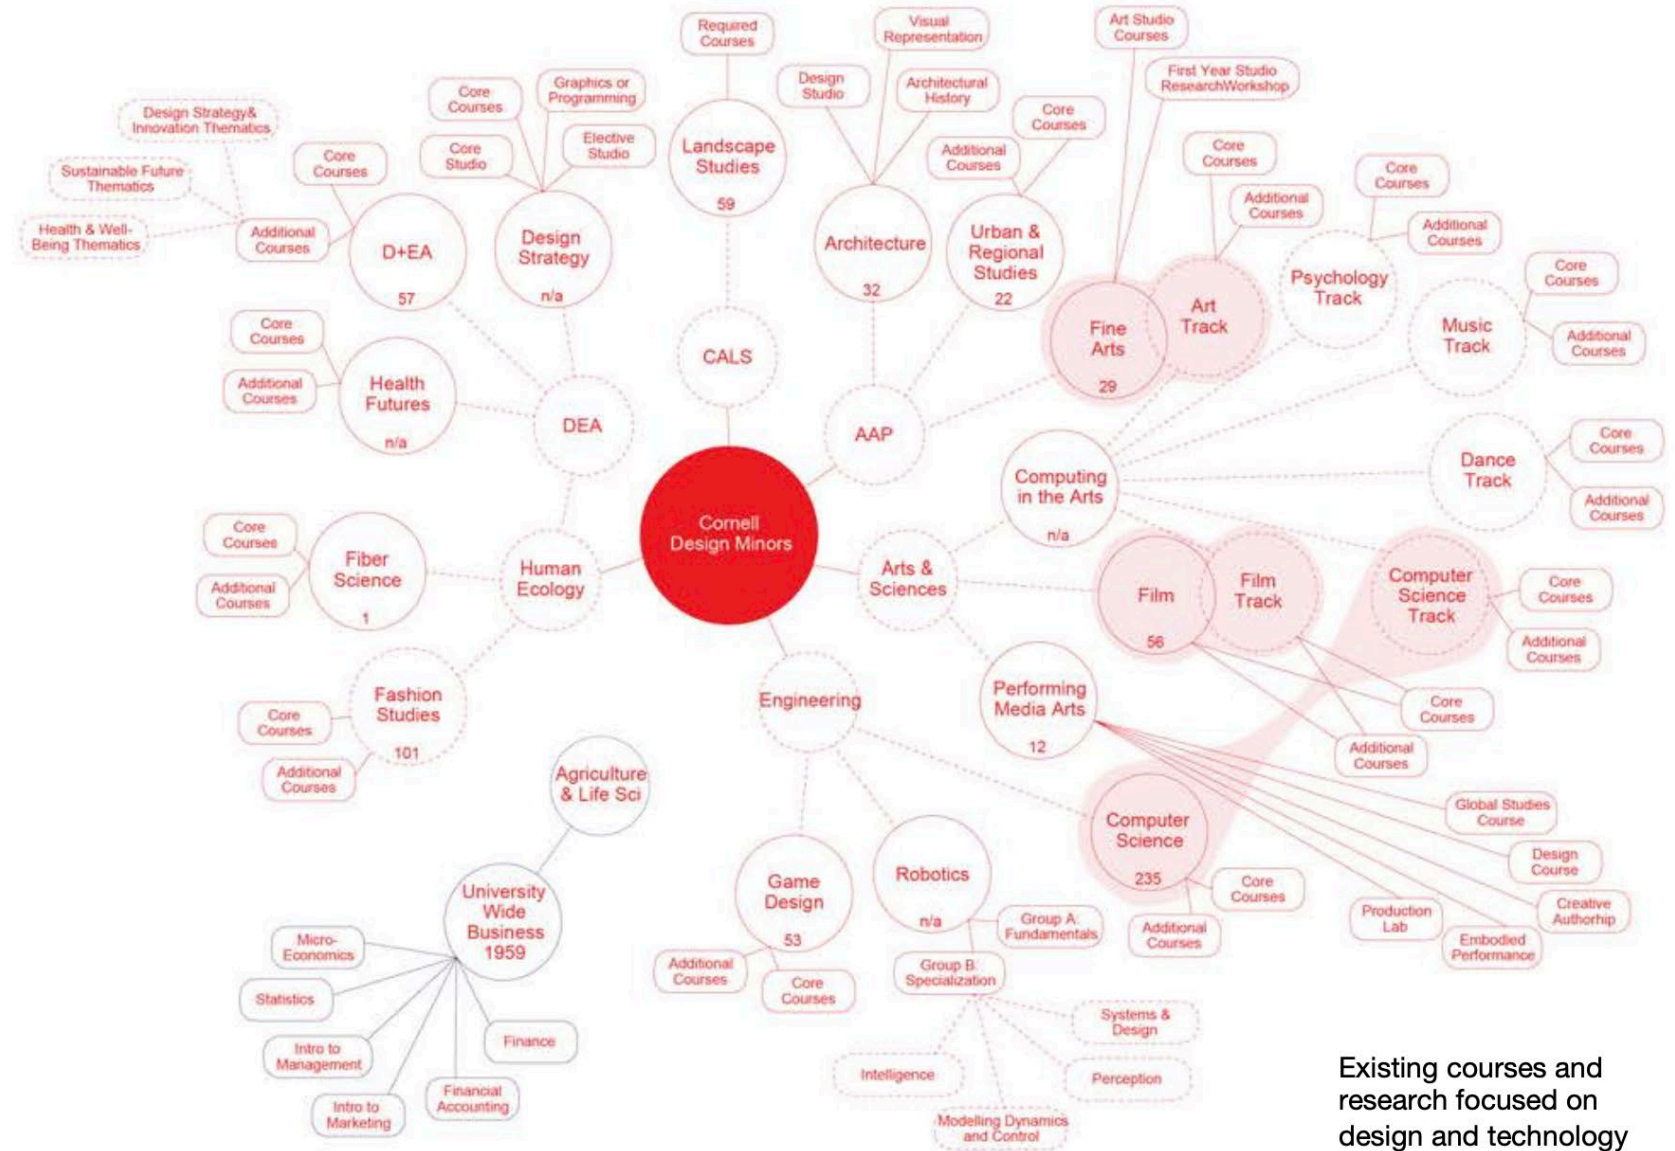 Required
Courses
Visual
Representation
Art Studio
Courses
Design
Studio
Architectural
History
First Year Studio
ResearchWorkshop
Core
Courses
Graphics or
Programming
Design Strategy&
Innovation Thematics
Core
Studio
Elective
Studio
Landscape
Studies
59
Core
Courses
Additional
Courses
Core
Courses
Additional
Courses
Core
Courses
Additional
Courses
Sustainable Future
Thematics
Core
Courses
Health & Well-
Being Thematics
Additional
Courses
D+EA
57
Design
Strategy
n/a
Architecture
32
Urban &
Regional
Studies
22
Fine
Arts
29
Art
Track
Psychology
Track
Music
Track
Core
Courses
Additional
Courses
Core
Courses
Additional
Courses
Health
Futures
n/a
DEA
CALS
AAP
Computing
in the Arts
n/a
Dance
Track
Core
Courses
Additional
Courses
Core
Courses
Additional
Courses
Fiber
Science
1
Human
Ecology
Cornell
Design Minors
Arts &
Sciences
Film
56
Film
Track
Computer
Science
Track
Core
Courses
Additional
Courses
Core
Courses
Additional
Courses
Fashion
Studies
101
Core
Courses
Additional
Courses
Engineering
Performing
Media Arts
12
Global Studies
Course
Design
Course
Creative
Authorhip
Embodied
Performance
Production
Lab
Agriculture
& Life Sci
University
Wide
Business
1959
Micro-
Economics
Statistics
Intro to
Management
Intro to
Marketing
Financial
Accounting
Finance
Game
Design
53
Additional
Courses
Core
Courses
Robotics
n/a
Group A:
Fundamentals
Group B:
Specialization
Systems &
Design
Intelligence
Perception
Modelling Dynamics
and Control
Computer
Science
235
Core
Courses
Additional
Courses
Existing courses and
research focused on
design and technology